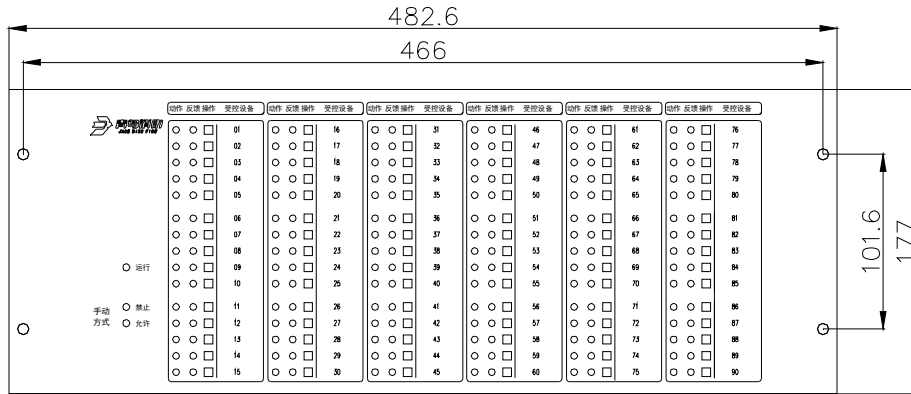 482.6
466
动作 反馈 操作 受控设备 动作 反馈 操作 受控设备 动作 反馈 操作 受控设备 动作 反馈 操作 受控设备 动作 反馈 操作 受控设备 动作 反馈 操作 受控设备
青鸟消防
JADE BIRD FIRE
01 16 31 46 61 76
02 17 32 47 62 77
03 18 33 48 63 78
04 19 34 49 64 79
05 20 35 50 65 80
06 21 36 51 66 81
07 22 37 52 67 82
08 23 38 53 68 83
运行 09 24 39 54 69 84
10 25 40 55 70 85
手动方式
禁止 11 26 41 56 71 86
允许 12 27 42 57 72 87
13 28 43 58 73 88
14 29 44 59 74 89
15 30 45 60 75 90
101.6
177